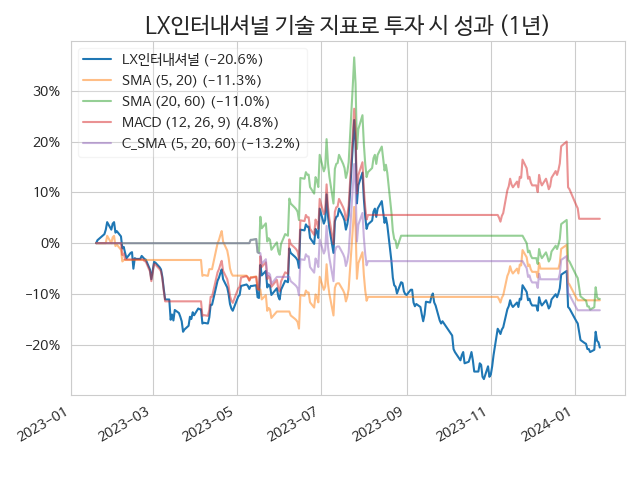 LX인터내셔널 기술 지표로 투자 시 성과 (1년)
LX인터내셔널 (−20.6%)
SMA (5, 20) (−11.3%)
SMA (20, 60) (−11.0%)
MACD (12, 26, 9) (4.8%)
C_SMA (5, 20, 60) (−13.2%)
30%
20%
10%
0%
−10%
−20%
2023−01
2023−03
2023−05
2023−07
2023−09
2023−11
2024−01